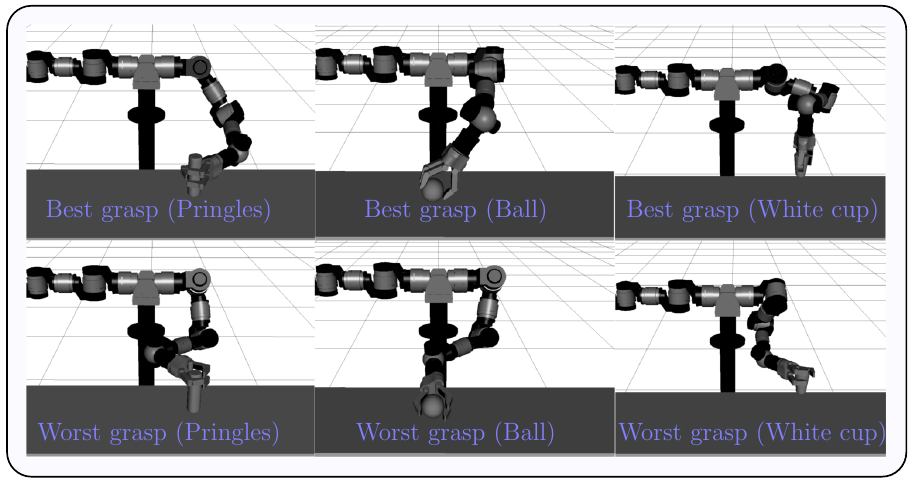 Best grasp (Pringles)
Best grasp (Ball)
Best grasp (White cup)
Worst grasp (Pringles)
Worst grasp (Ball)
Worst grasp (White cup)